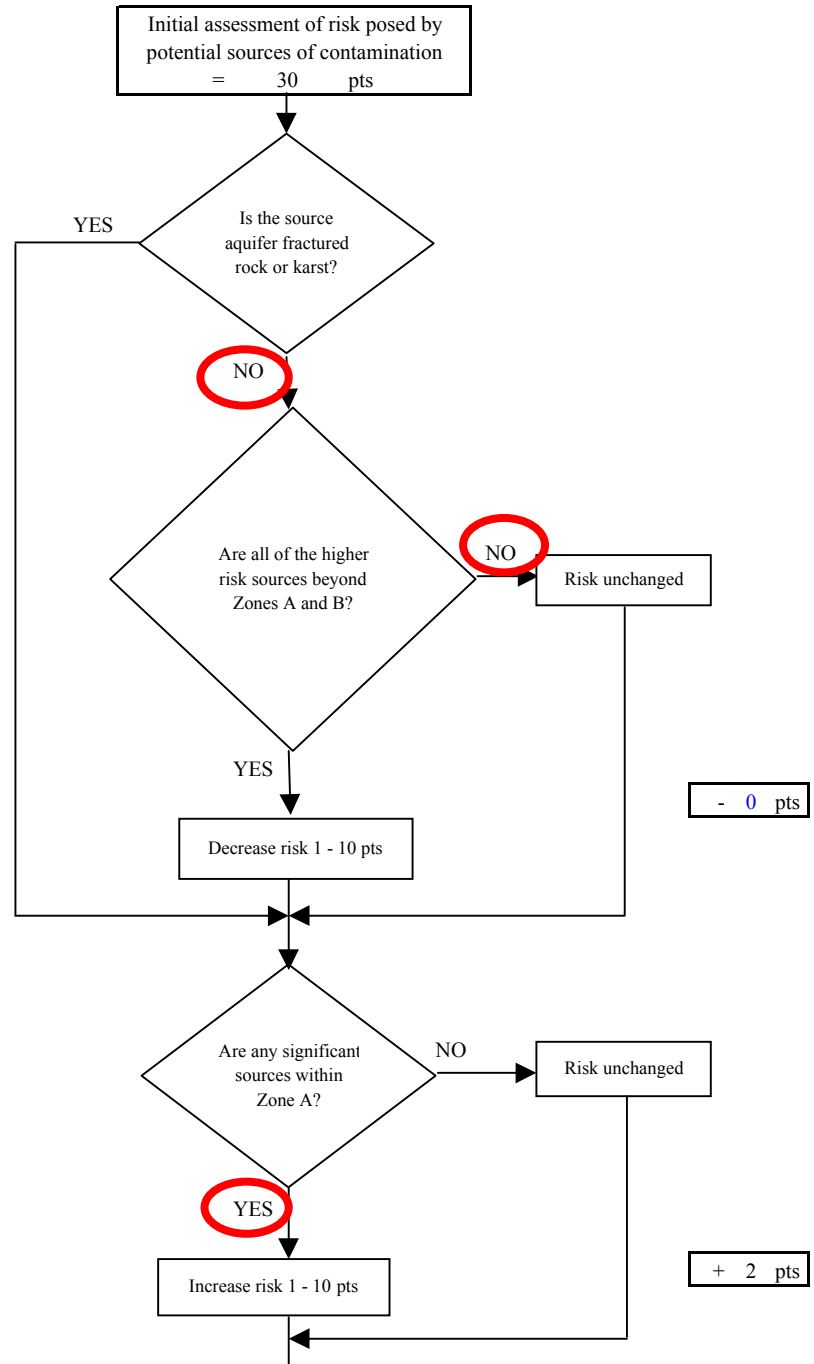 Initial assessment of risk posed by
potential sources of contamination
= 30 pts
YES
Is the source
aquifer fractured
rock or karst?
NO
Are all of the higher
risk sources beyond
Zones A and B?
NO
Risk unchanged
YES
- 0 pts
Decrease risk 1 - 10 pts
Are any significant
sources within
Zone A?
NO
Risk unchanged
YES
+ 2 pts
Increase risk 1 - 10 pts